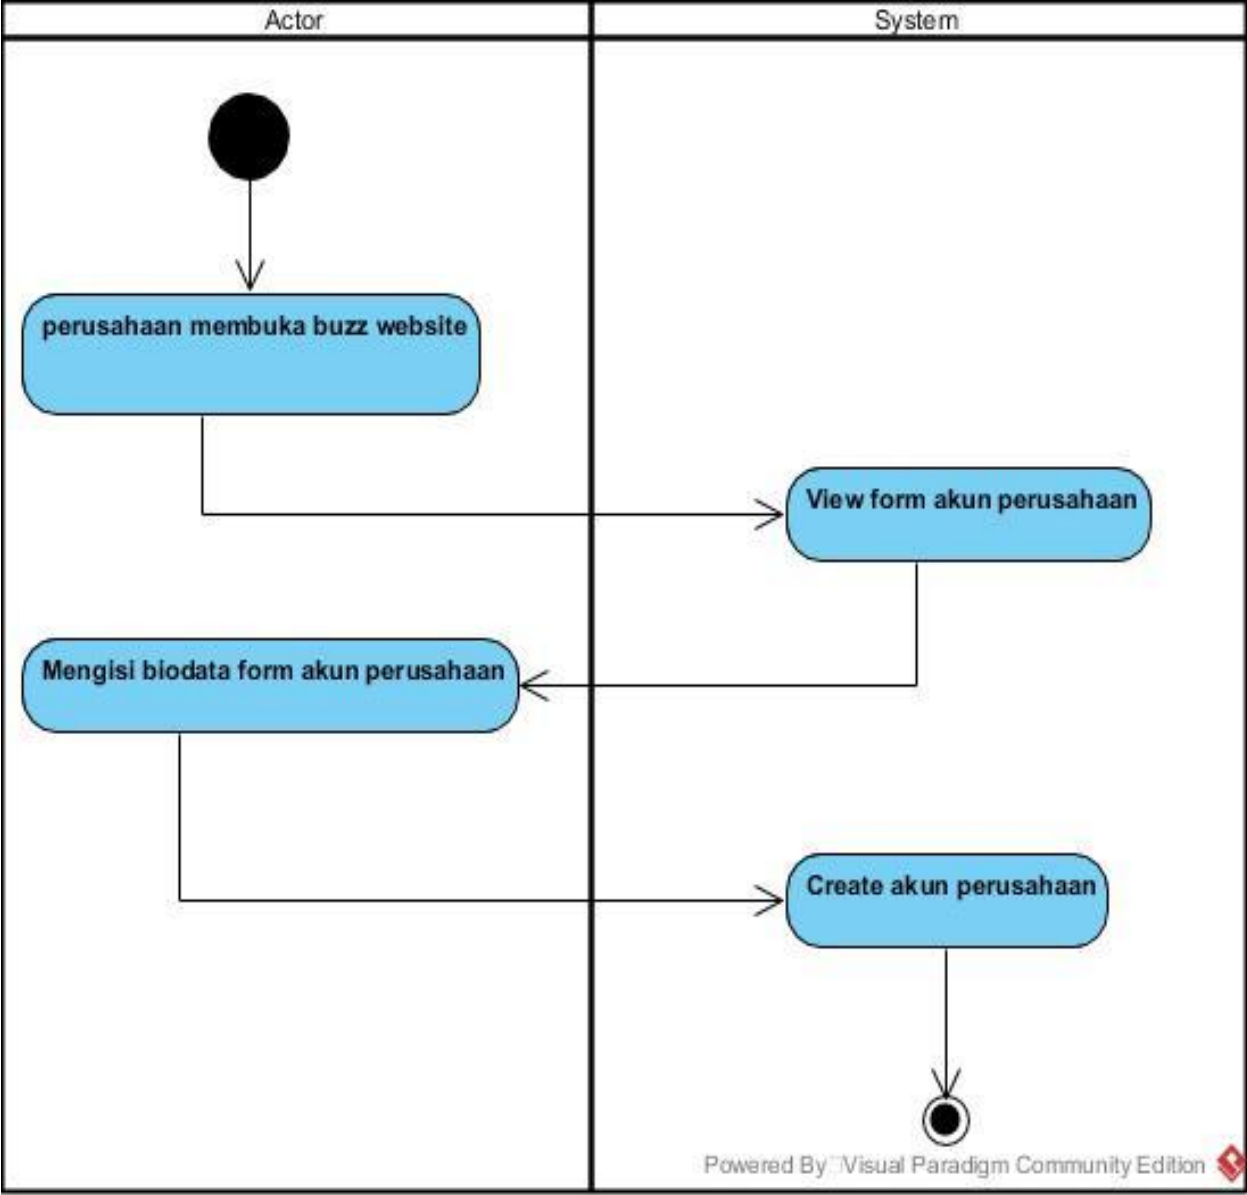 Actor
System
perusahaan membuka buzz website
View form akun perusahaan
Mengisi biodata form akun perusahaan
Create akun perusahaan
Powered By Visual Paradigm Community Edition